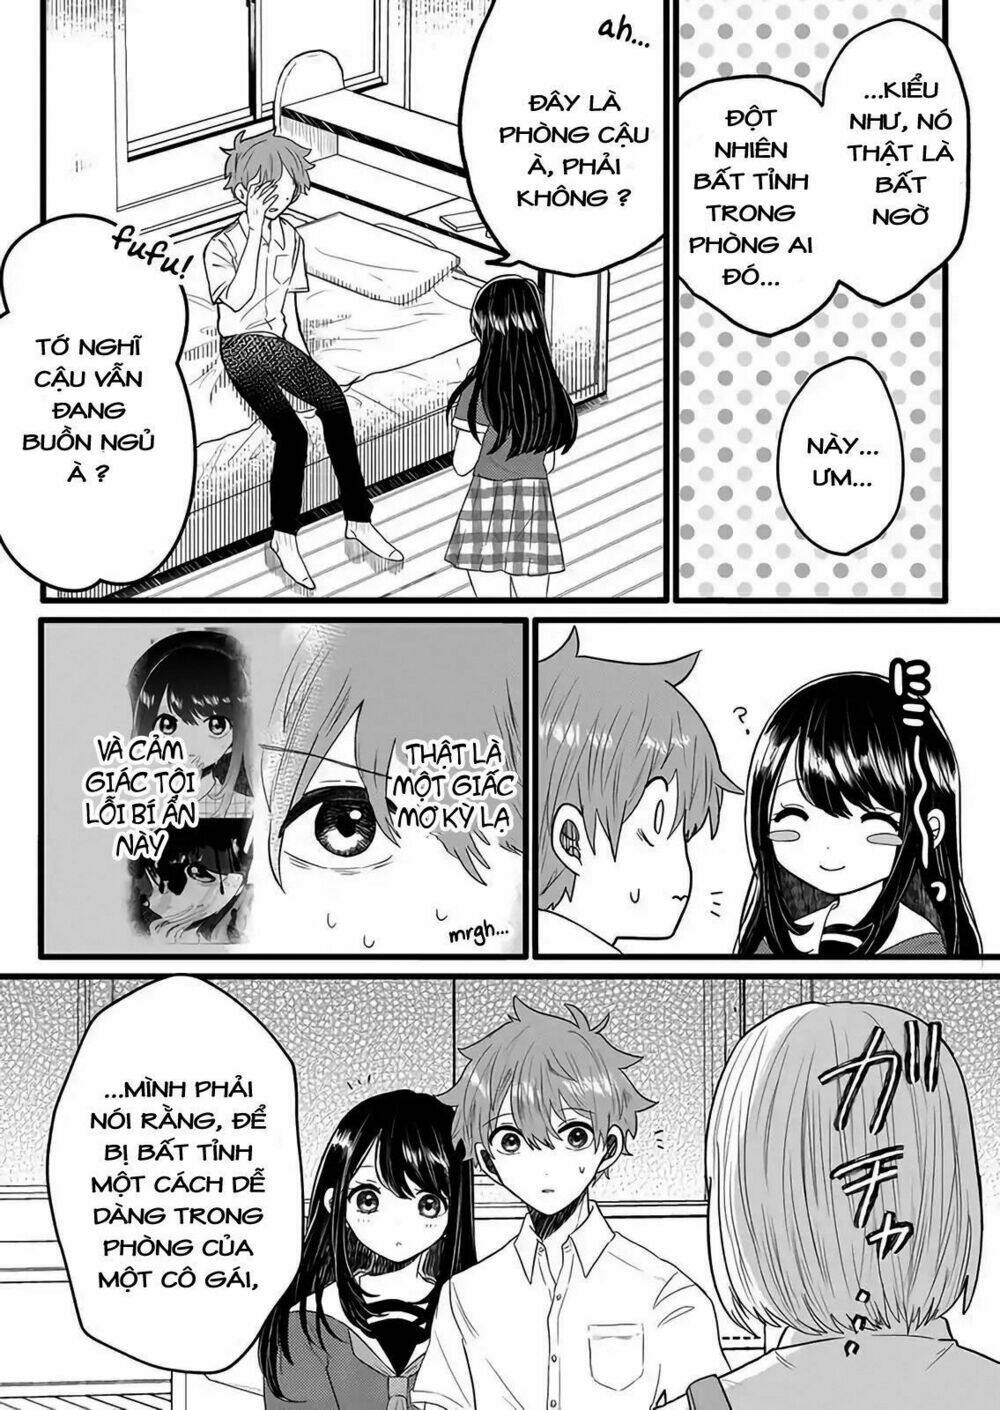 ...KIỂU
NHƯ, NÓ
THẬT LÀ
BẤT
NGỜ
ĐỘT
NHIÊN
BẤT TỈNH
TRONG
PHÒNG AI
ĐÓ...
NÀY...
ƯM...
ah...
ĐÂY LÀ
PHÒNG CẬU
À, PHẢI
KHÔNG ?
fufu!
TỚ NGHĨ
CẬU VẪN
ĐANG
BUỒN NGỦ
À ?
?
THẬT LÀ
MỘT GIẤC
MƠ KỲ LẠ
VÀ CẢM
GIÁC TỘI
LỖI BÍ ẨN
NÀY
mrgh...
...MÌNH PHẢI
NÓI RẰNG, ĐỂ
BỊ BẤT TỈNH
MỘT CÁCH DỄ
DÀNG TRONG
PHÒNG CỦA
MỘT CÔ GÁI,
ガチャ